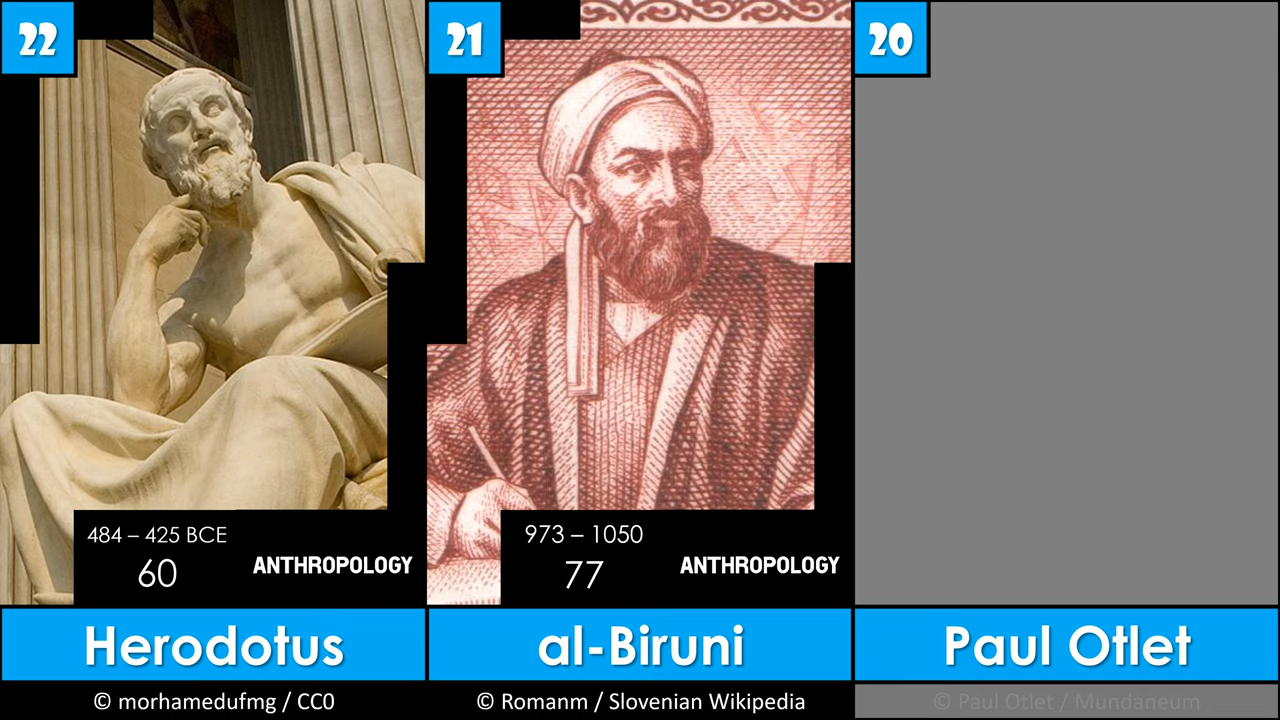 22
484 – 425 BCE
60
ANTHROPOLOGY
Herodotus
© morhamedufmg / CC0
21
973 – 1050
77
ANTHROPOLOGY
al-Biruni
© Romanm / Slovenian Wikipedia
20
Paul Otlet
© Paul Otlet / Mundaneum